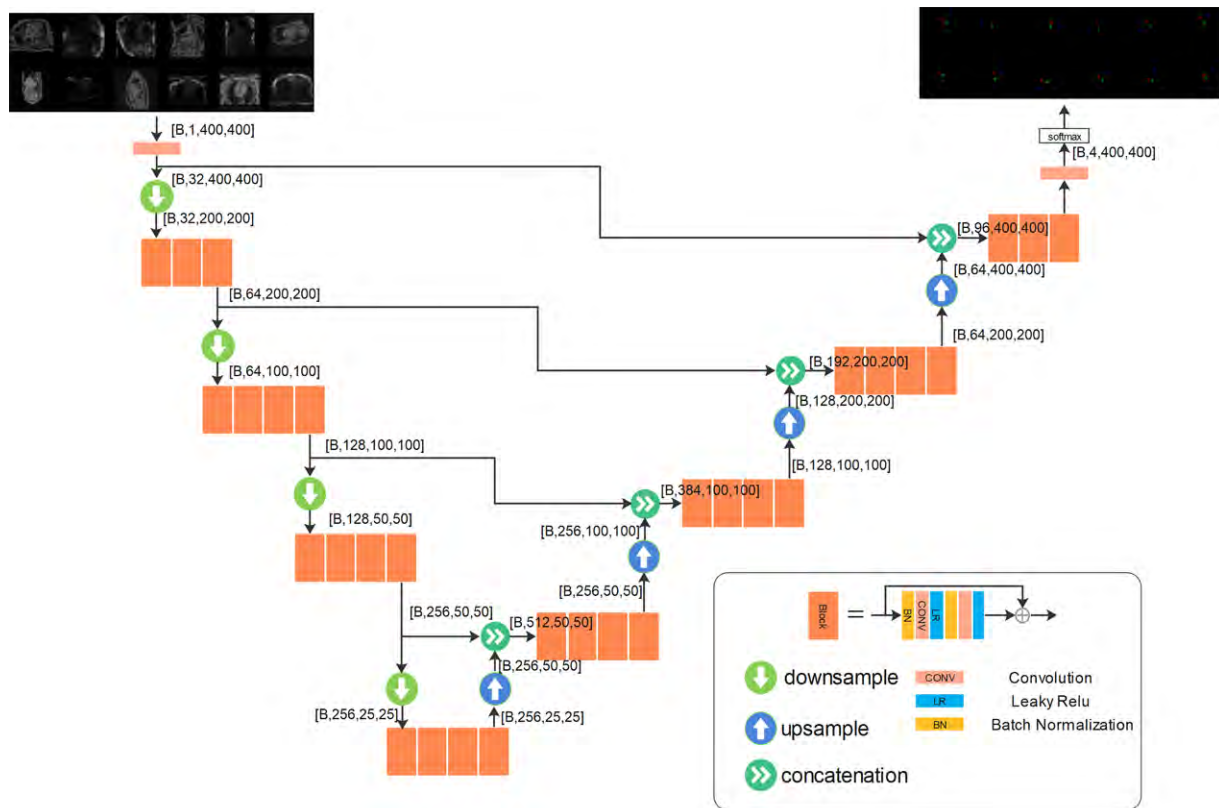 [B,1,400,400]
[B,32,400,400]
[B,32,200,200]
[B,64,200,200]
[B,64,100,100]
[B,128,100,100]
[B,128,50,50]
[B,256,50,50]
[B,256,25,25]
[B,256,25,25]
[B,256,50,50]
[B,512,50,50]
[B,256,50,50]
[B,256,100,100]
[B,384,100,100]
[B,128,100,100]
[B,128,200,200]
[B,192,200,200]
[B,64,200,200]
[B,64,400,400]
[B,96,400,400]
[B,4,400,400]
softmax
Block
=
BN
CONV
LR
downsample
upsample
concatenation
CONV Convolution
LR Leaky Relu
BN Batch Normalization